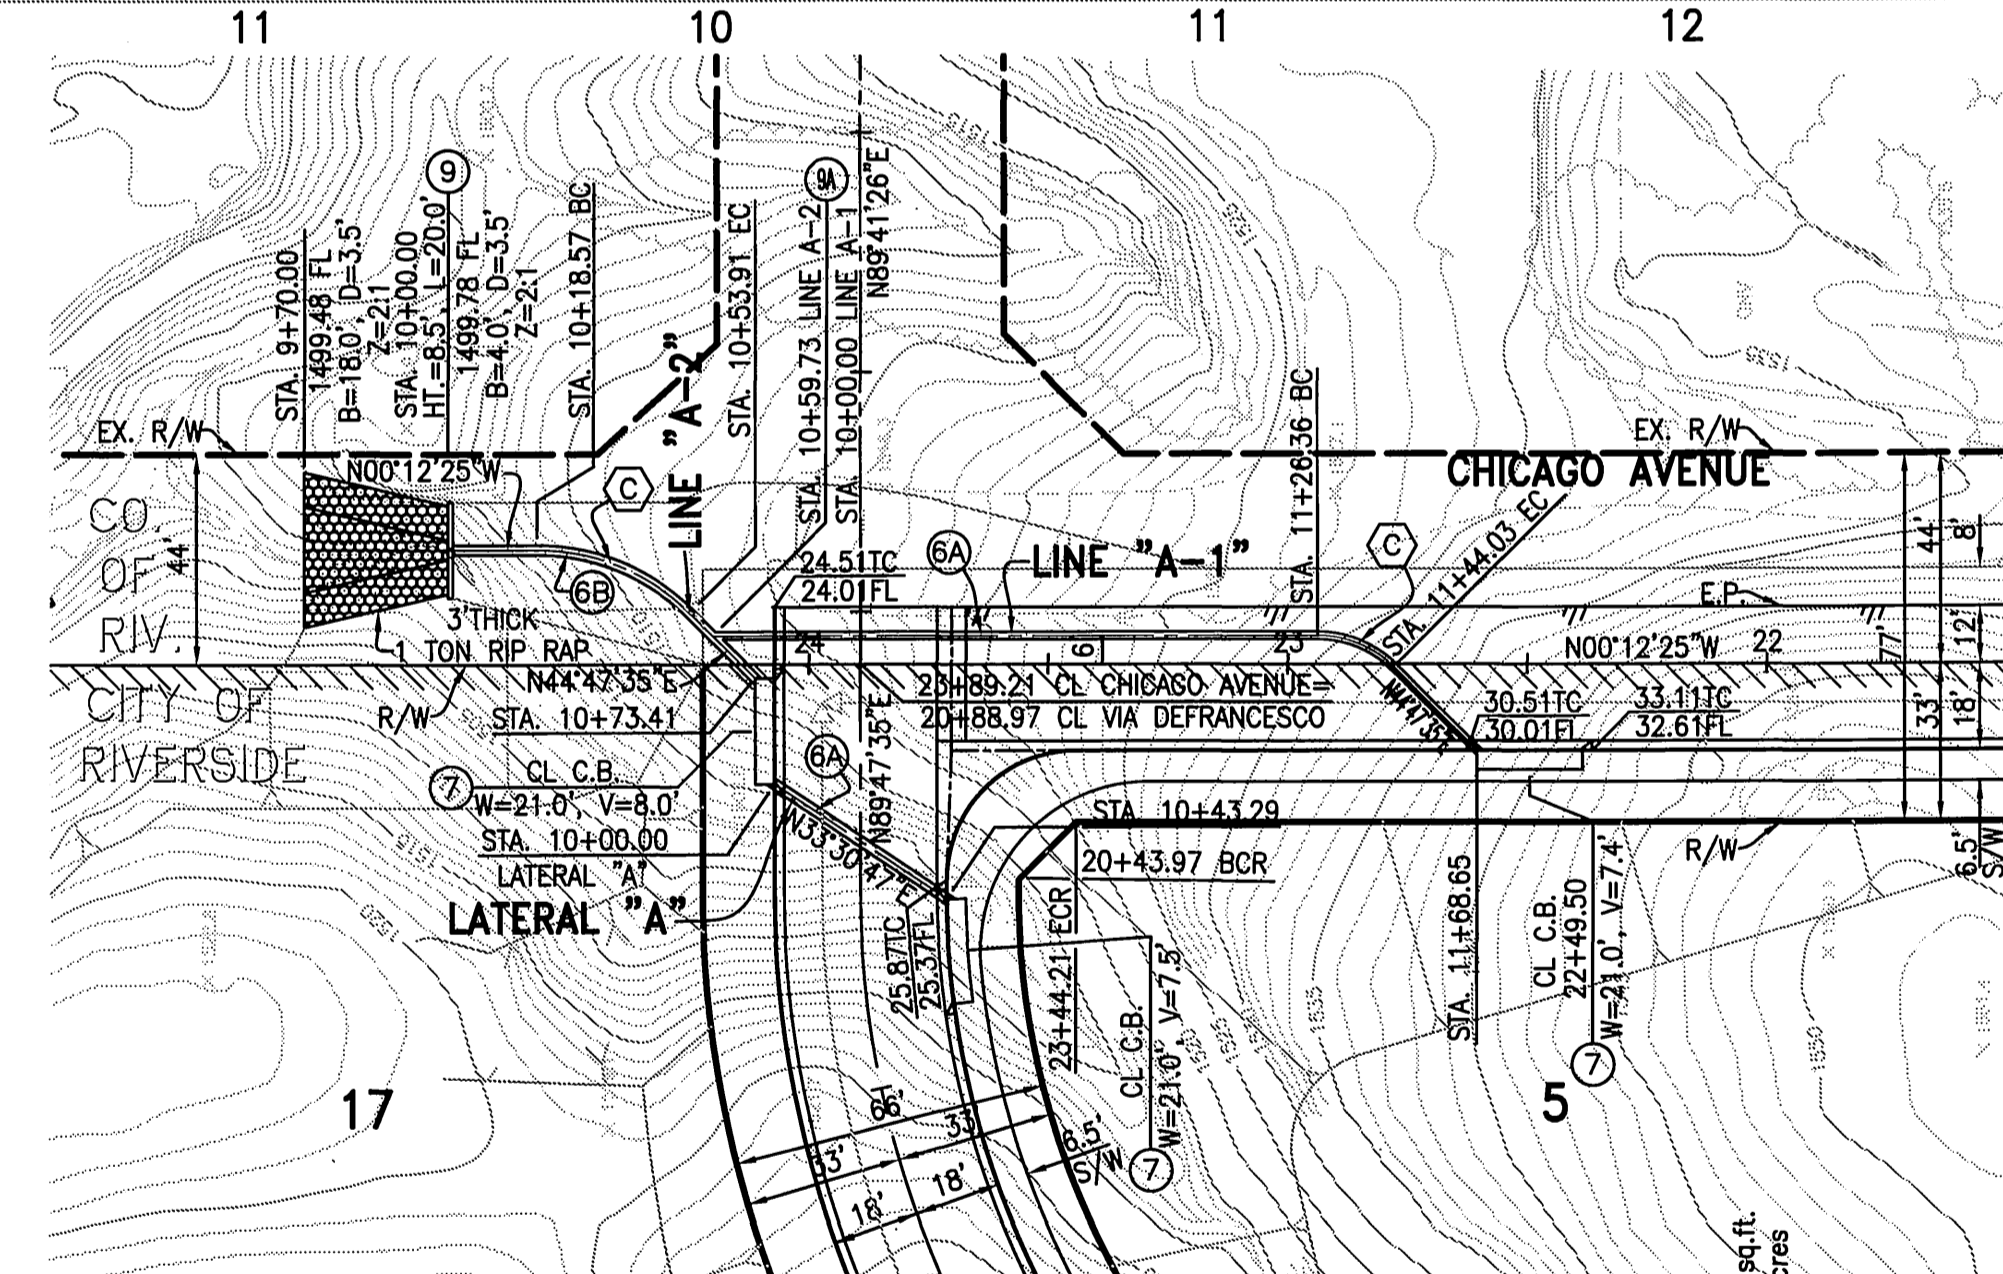 11
10
11
12
STA. 9+70.00
1499.48 FL
B=18.0', D=3.5'
Z=2:1
STA. 10+00.00
HT.=8.5', L=20.0'
9
1499.78 FL
B=4.0', D=3.5'
Z=2:1
STA. 10+18.57 BC
LINE "A-2"
STA. 10+53.91 EC
9A
STA. 10+59.73 LINE A-2
STA. 10+00.00 LINE A-1
N89°41'26"E
EX. R/W
N00°12'25"W
C
STA. 11+28.36 BC
EX. R/W
CHICAGO AVENUE
STA. 11+44.03 EC
C
CO.
OF
RIV.
44'
6B
24.51TC
24.01FL
6A
LINE "A-1"
E.P.
44'
8'
3' THICK
1 TON RIP RAP
24
6
23
N00°12'25"W
22
77'
12'
CITY OF
RIVERSIDE
R/W
N44°47'35"E
STA. 10+73.41
23+89.21 CL CHICAGO AVENUE=
20+88.97 CL VIA DEFRANCESCO
N44°47'35"E
30.51TC
30.01FL
33.11TC
32.61FL
33'
18'
7
CL C.B.
W=21.0', V=8.0'
6A
N89°47'35"E
STA. 10+00.00
LATERAL "A"
LATERAL "A"
N33°30'47"E
STA. 10+43.29
20+43.97 BCR
R/W
6.5'
S/W
25.87TC
25.37FL
23+44.21 ECR
CL C.B.
W=21.0', V=7.5'
7
STA. 11+68.65
CL C.B.
22+49.50
W=21.0', V=7.4'
7
17
5
66'
33'
33'
6.5'
S/W
18'
18'
sq.ft.